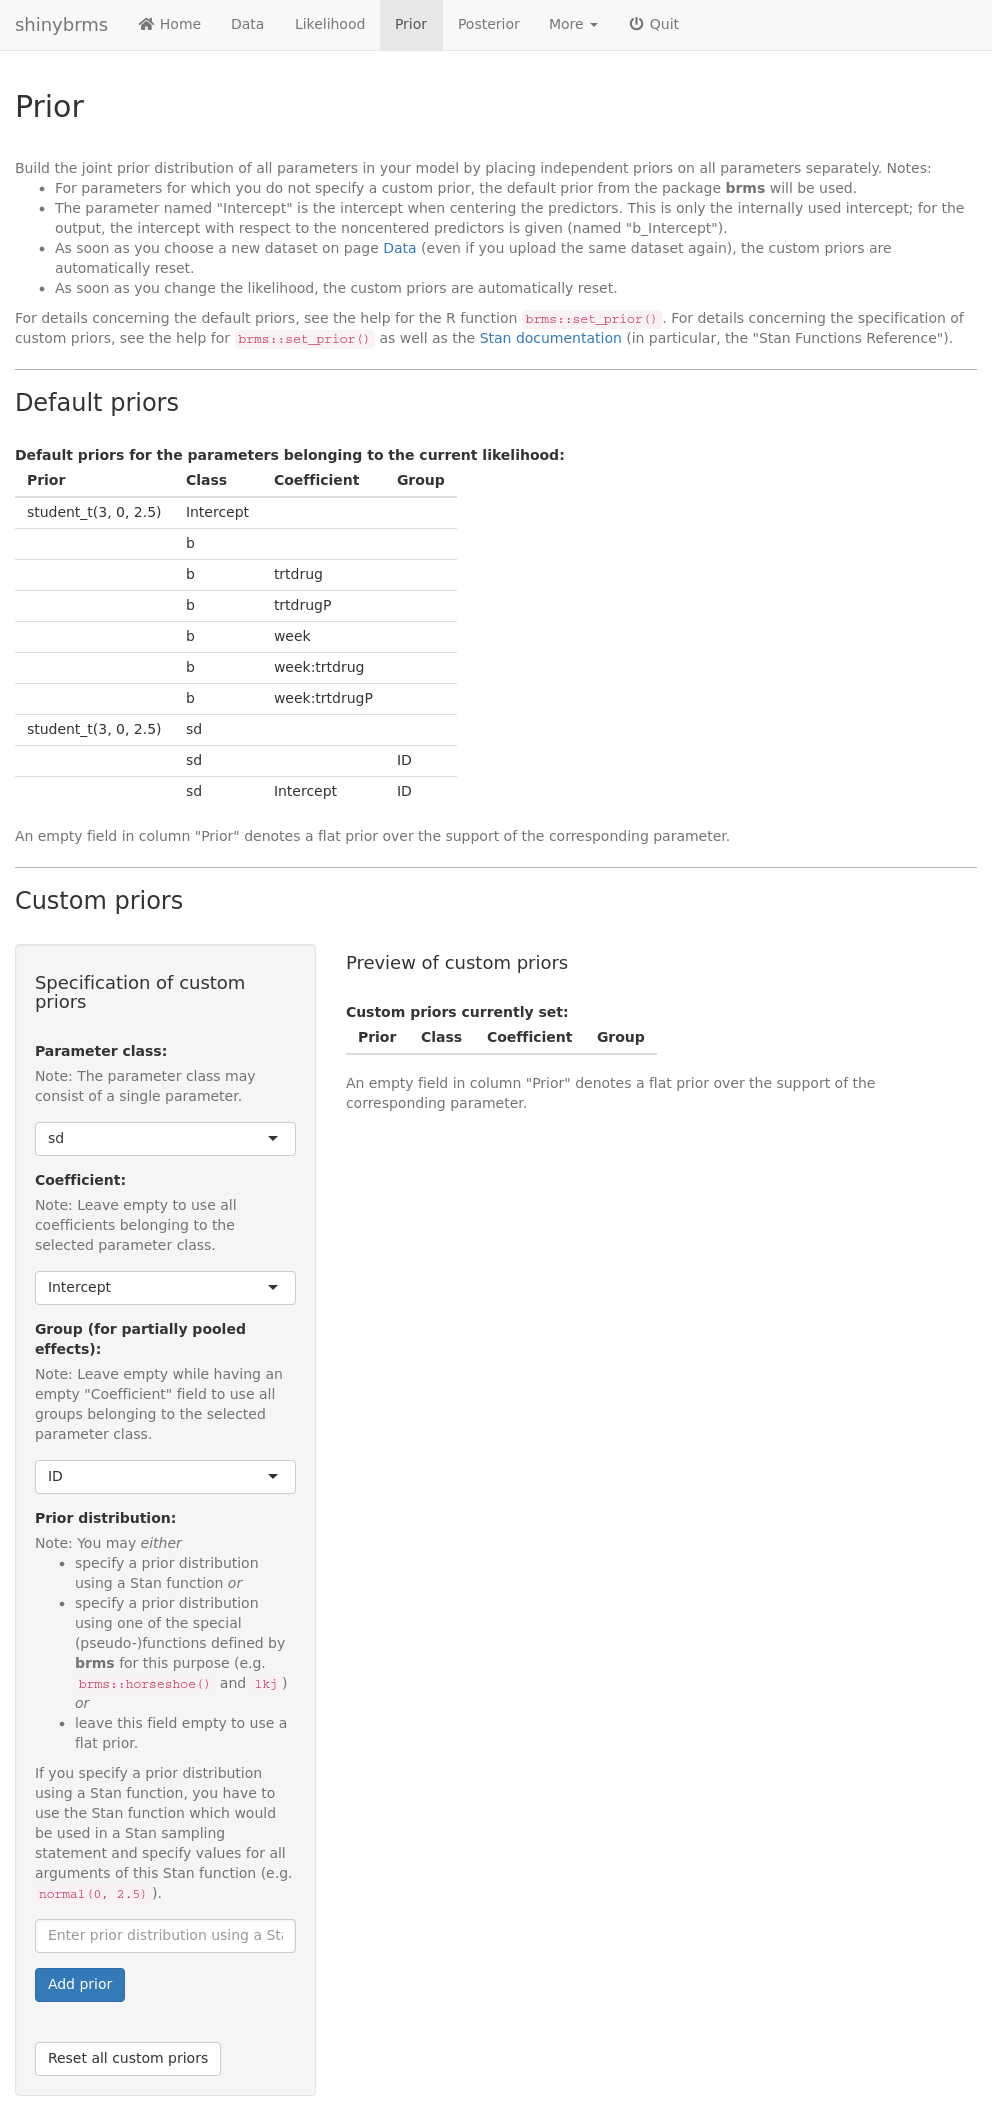 shinybrms Home Data Likelihood Prior Posterior More Quit
Prior
Build the joint prior distribution of all parameters in your model by placing independent priors on all parameters separately. Notes:
• For parameters for which you do not specify a custom prior, the default prior from the package brms will be used.
• The parameter named "Intercept" is the intercept when centering the predictors. This is only the internally used intercept; for the
output, the intercept with respect to the noncentered predictors is given (named "b_Intercept").
• As soon as you choose a new dataset on page Data (even if you upload the same dataset again), the custom priors are
automatically reset.
• As soon as you change the likelihood, the custom priors are automatically reset.
For details concerning the default priors, see the help for the R function brms::set_prior(). For details concerning the specification of
custom priors, see the help for brms::set_prior() as well as the Stan documentation (in particular, the "Stan Functions Reference").
Default priors
Default priors for the parameters belonging to the current likelihood:
Prior Class Coefficient Group
student_t(3, 0, 2.5) Intercept
b
b trtdrug
b trtdrugP
b week
b week:trtdrug
b week:trtdrugP
student_t(3, 0, 2.5) sd
sd ID
sd Intercept ID
An empty field in column "Prior" denotes a flat prior over the support of the corresponding parameter.
Custom priors
Specification of custom
priors
Parameter class:
Note: The parameter class may
consist of a single parameter.
sd
Coefficient:
Note: Leave empty to use all
coefficients belonging to the
selected parameter class.
Intercept
Group (for partially pooled
effects):
Note: Leave empty while having an
empty "Coefficient" field to use all
groups belonging to the selected
parameter class.
ID
Prior distribution:
Note: You may either
• specify a prior distribution
using a Stan function or
• specify a prior distribution
using one of the special
(pseudo-)functions defined by
brms for this purpose (e.g.
brms::horseshoe() and lkj)
or
• leave this field empty to use a
flat prior.
If you specify a prior distribution
using a Stan function, you have to
use the Stan function which would
be used in a Stan sampling
statement and specify values for all
arguments of this Stan function (e.g.
normal(0, 2.5)).
Enter prior distribution using a Sta
Add prior
Reset all custom priors
Preview of custom priors
Custom priors currently set:
Prior Class Coefficient Group
An empty field in column "Prior" denotes a flat prior over the support of the
corresponding parameter.